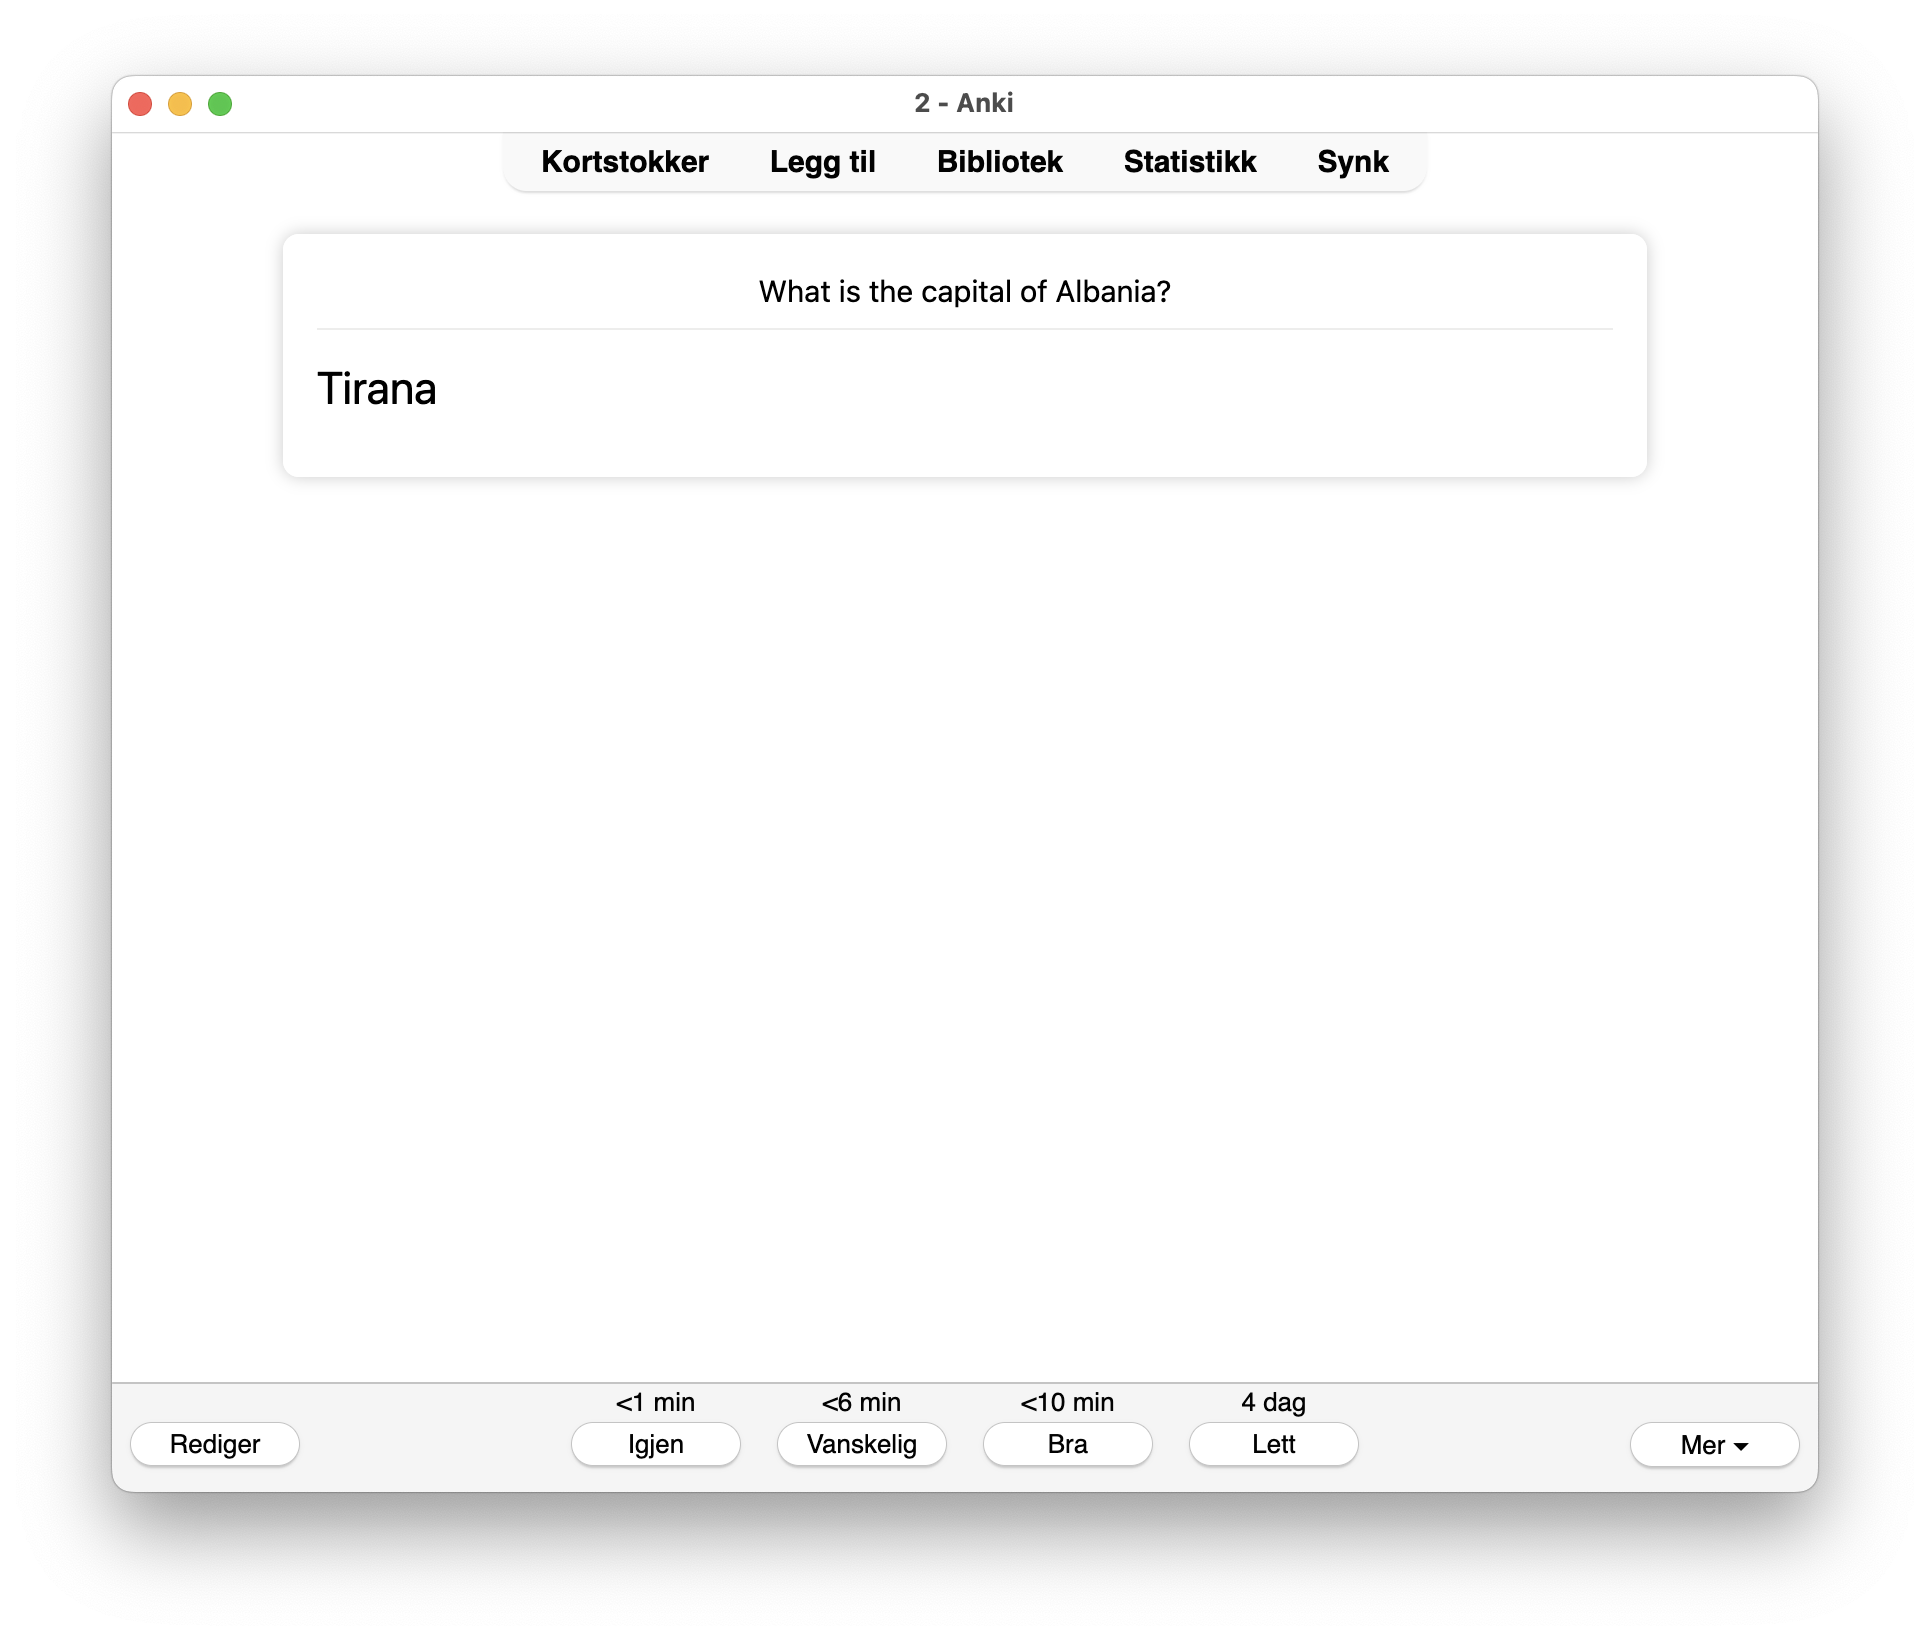 2 - Anki
Kortstokker Legg til Bibliotek Statistikk Synk
What is the capital of Albania?
Tirana
<1 min <6 min <10 min 4 dag
Rediger Igjen Vanskelig Bra Lett Mer